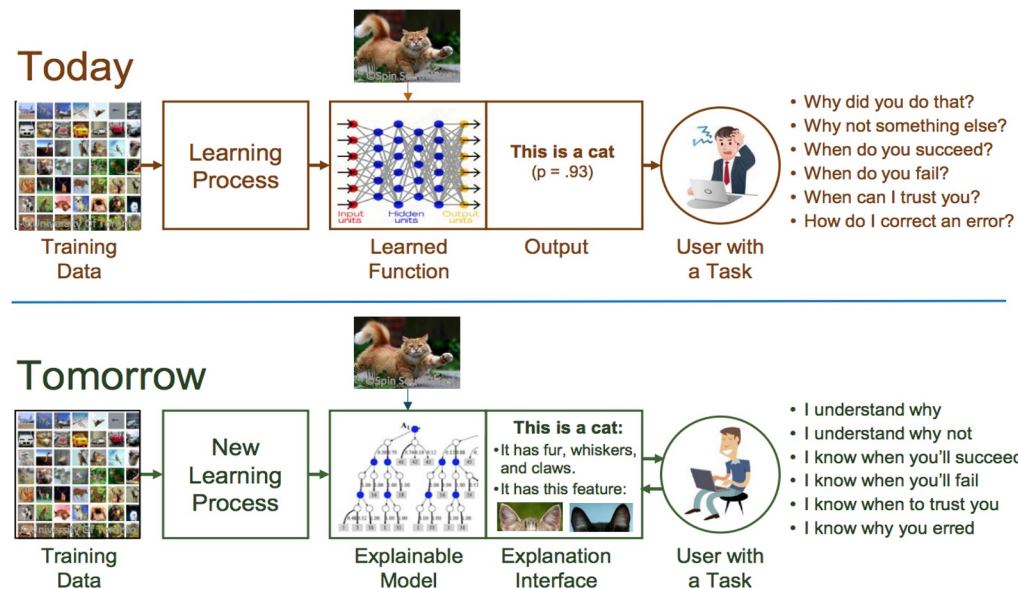 Today
©Spin South West
Learning
Process
Input
units
Hidden
units
Output
units
This is a cat
(p = .93)
• Why did you do that?
• Why not something else?
• When do you succeed?
• When do you fail?
• When can I trust you?
• How do I correct an error?
Training
Data
Learned
Function
Output
User with
a Task
Tomorrow
New
Learning
Process
This is a cat:
•It has fur, whiskers,
and claws.
•It has this feature:
• I understand why
• I understand why not
• I know when you'll succeed
• I know when you'll fail
• I know when to trust you
• I know why you erred
Training
Data
Explainable
Model
Explanation
Interface
User with
a Task